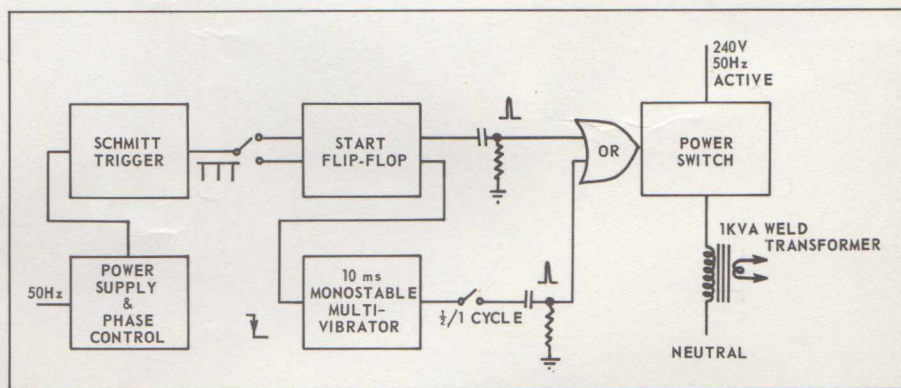 SCHMITT
TRIGGER
START
FLIP-FLOP
OR
240V
50Hz
ACTIVE
POWER
SWITCH
50Hz
POWER
SUPPLY
&
PHASE
CONTROL
10 ms
MONOSTABLE
MULTI-
VIBRATOR
½/1 CYCLE
1KVA WELD
TRANSFORMER
NEUTRAL